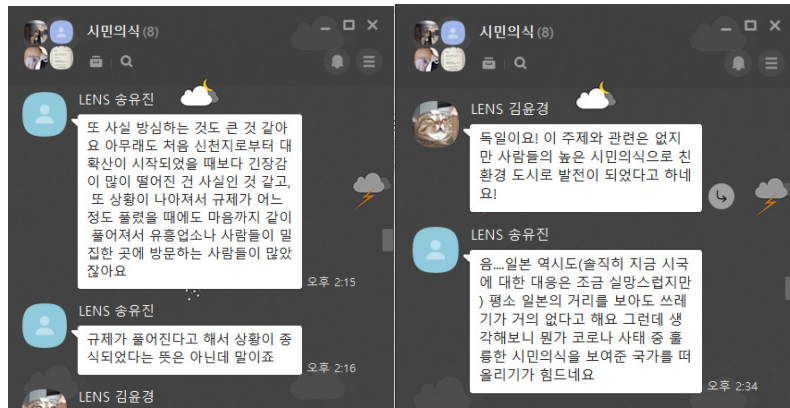 시민의식(8)
LENS 송유진
또 사실 방심하는 것도 큰 것 같아
요 아무래도 처음 신천지로부터 대
확산이 시작되었을 때보다 긴장감
이 많이 떨어진 건 사실인 것 같고,
또 상황이 나아져서 규제가 어느
정도 풀렸을 때에도 마음까지 같이
풀어져서 유흥업소나 사람들이 밀
집한 곳에 방문하는 사람들이 많았
잖아요
오후 2:15
LENS 송유진
규제가 풀어진다고 해서 상황이 종
식되었다는 뜻은 아닌데 말이죠
오후 2:16
LENS 김윤경
시민의식(8)
LENS 김윤경
독일이요! 이 주제와 관련은 없지
만 사람들의 높은 시민의식으로 친
환경 도시로 발전이 되었다고 하네
요!
LENS 송유진
음....일본 역시도(솔직히 지금 시국
에 대한 대응은 조금 실망스럽지만
) 평소 일본의 거리를 보아도 쓰레
기가 거의 없다고 해요 그런데 생
각해보니 뭔가 코로나 사태 중 훌
륭한 시민의식을 보여준 국가를 떠
올리기가 힘드네요
오후 2:34